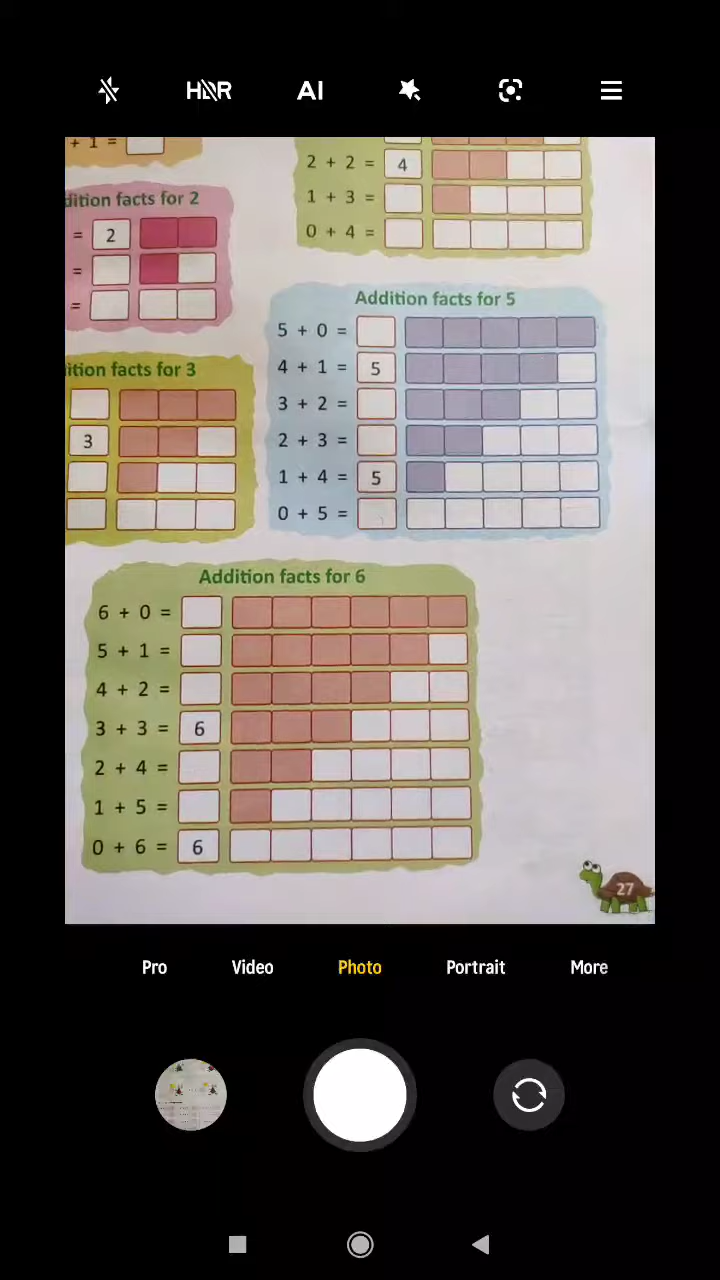 HDR AI
+ 1 =
dition facts for 2
= 2
=
=
ition facts for 3
3
2 + 2 = 4
1 + 3 =
0 + 4 =
Addition facts for 5
5 + 0 =
4 + 1 = 5
3 + 2 =
2 + 3 =
1 + 4 = 5
0 + 5 =
Addition facts for 6
6 + 0 =
5 + 1 =
4 + 2 =
3 + 3 = 6
2 + 4 =
1 + 5 =
0 + 6 = 6
27
Pro Video Photo Portrait More